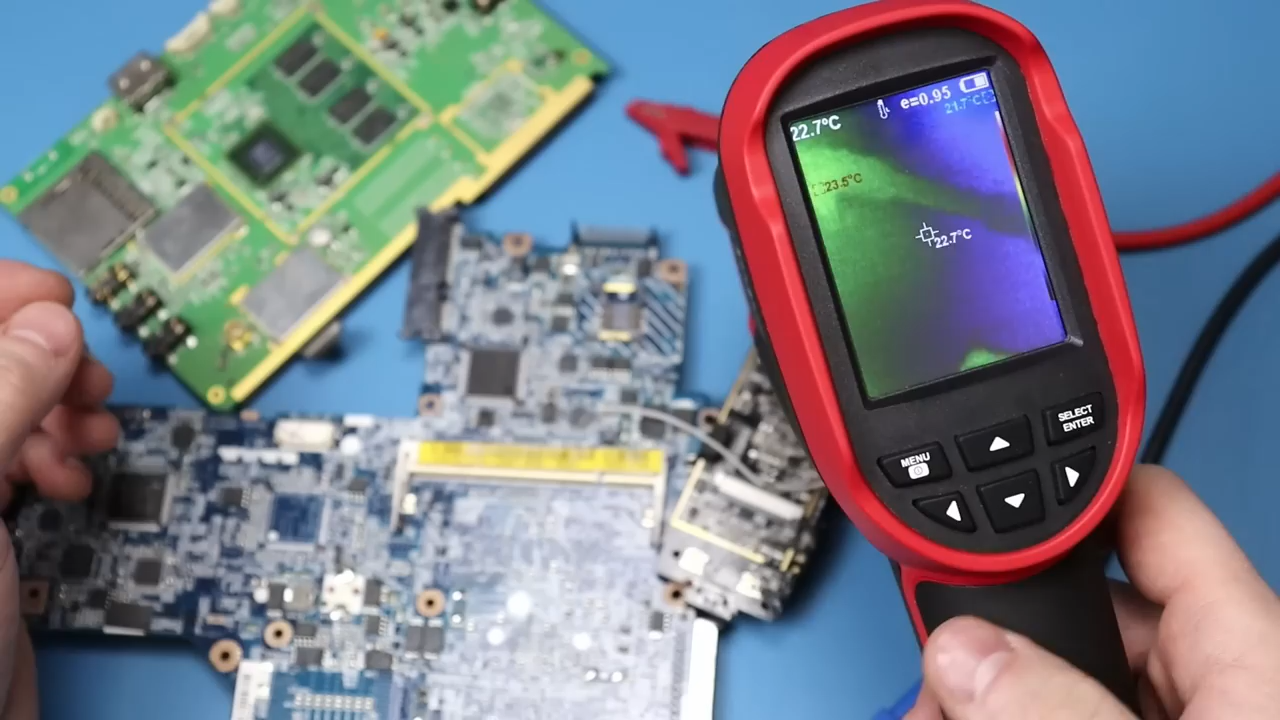 e=0.95
22.7°C
21.7°C
23.5°C
22.7°C
SELECT
ENTER
MENU